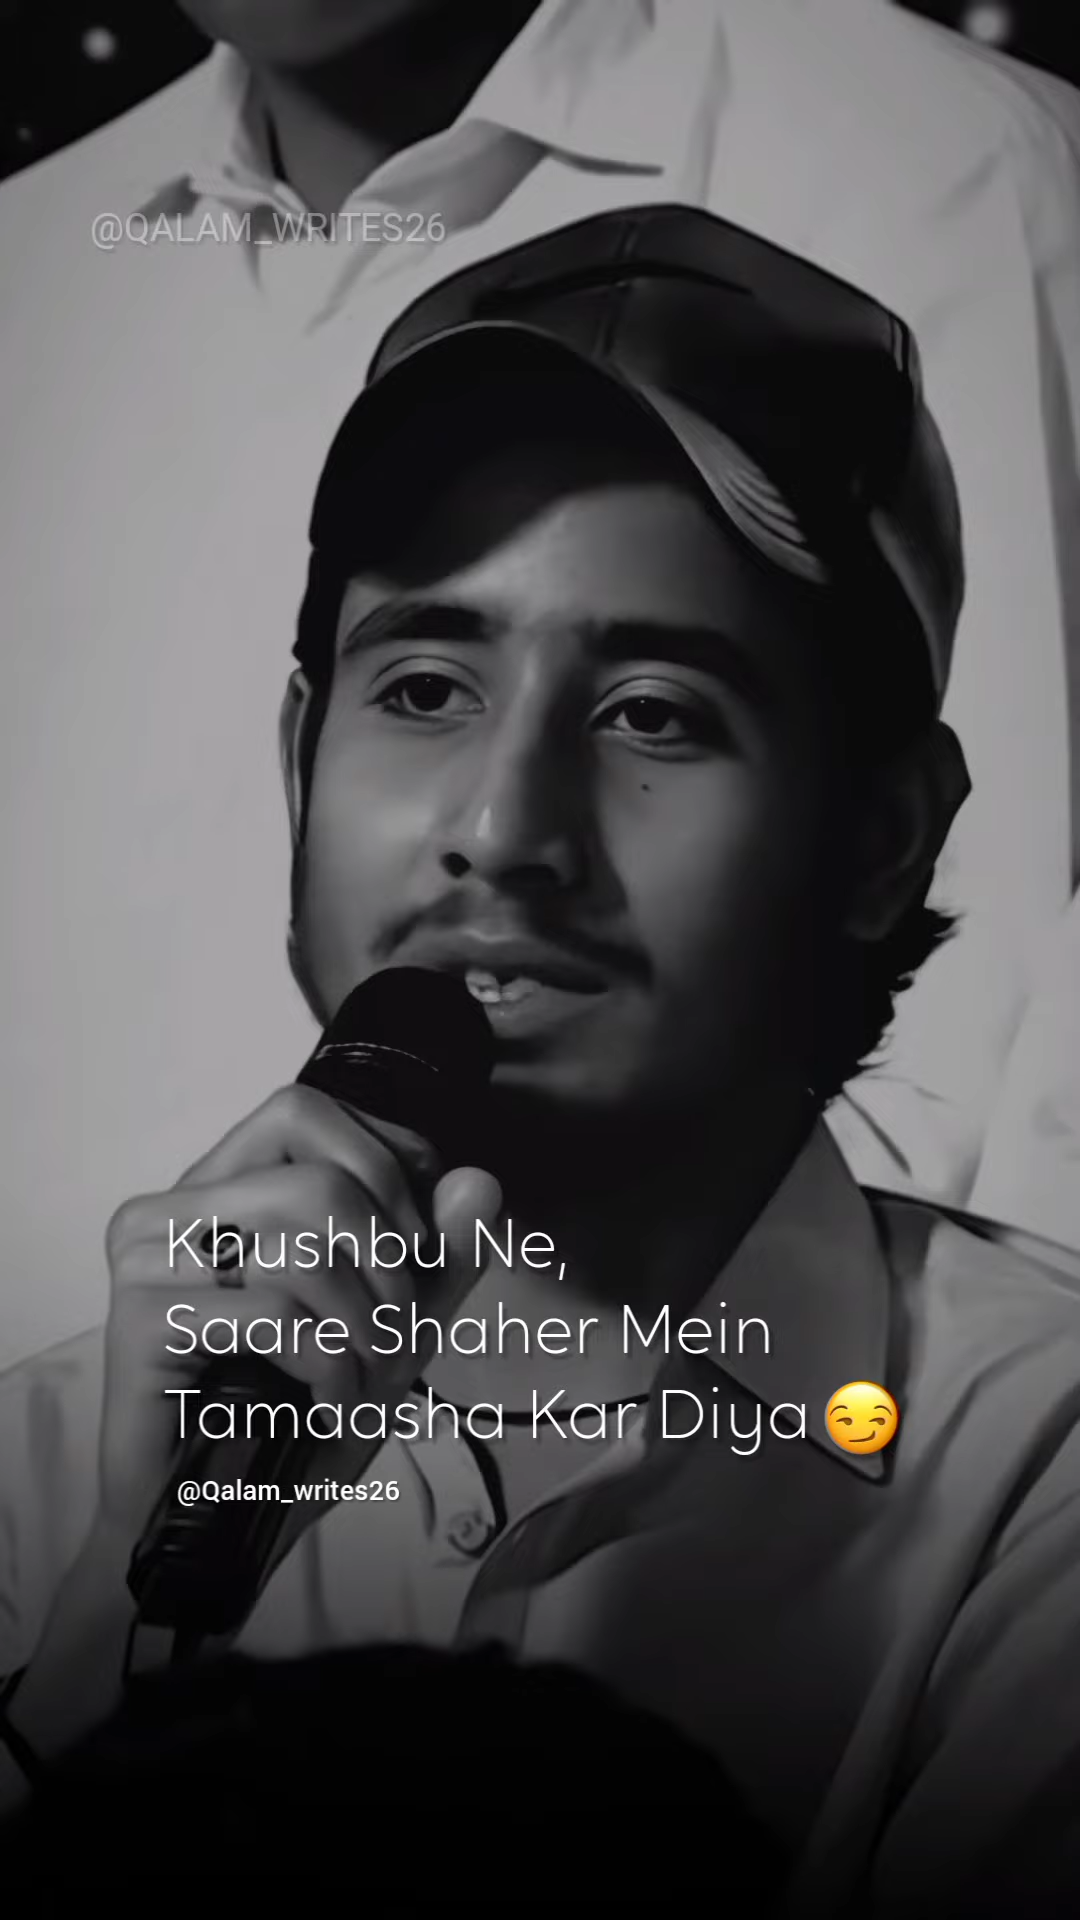 @QALAM_WRITES26
Khushbu Ne,
Saare Shaher Mein
Tamaasha Kar Diya 😏
@Qalam_writes26